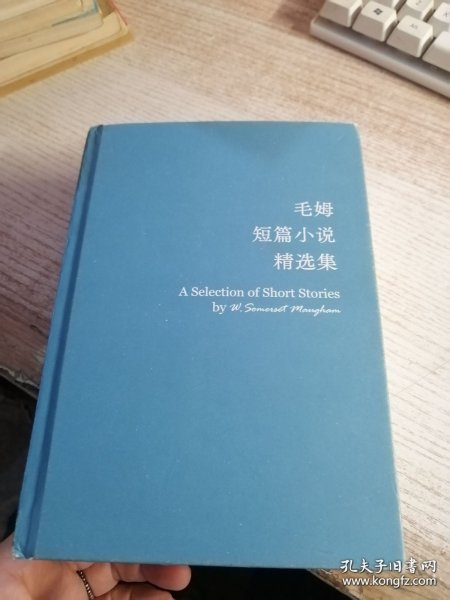 毛姆
短篇小说
精选集
A Selection of Short Stories
by W. Somerset Maugham
孔夫子旧书网
www.kongfz.com